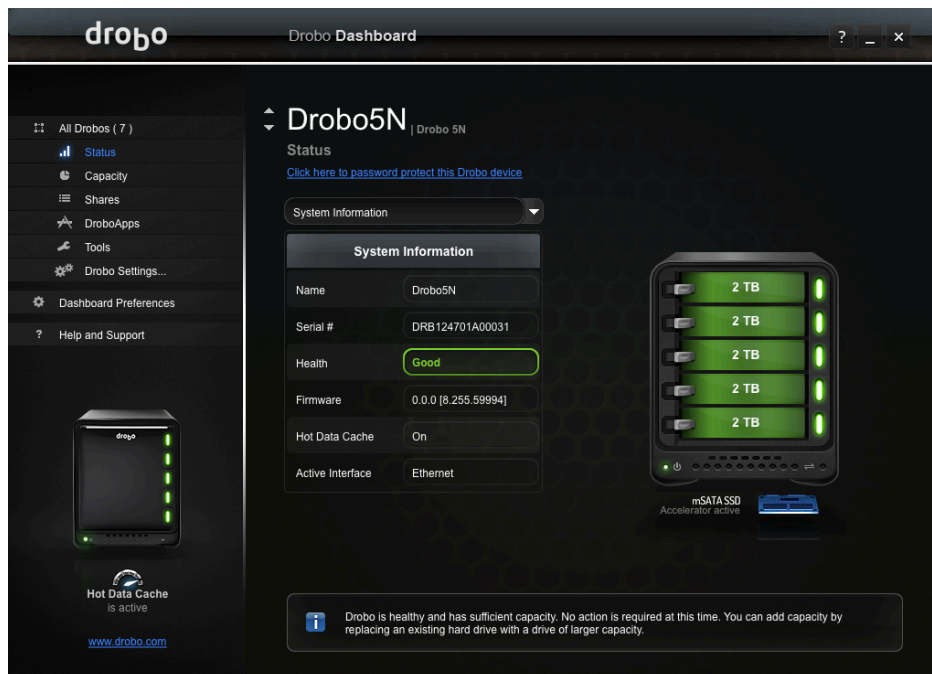 drobo
Drobo Dashboard
? _ ×
All Drobos ( 7 )
Status
Capacity
Shares
DroboApps
Tools
Drobo Settings...
Dashboard Preferences
? Help and Support
drobo
Hot Data Cache
is active
www.drobo.com
Drobo5N | Drobo 5N
Status
Click here to password protect this Drobo device
System Information
System Information
Name Drobo5N
Serial # DRB124701A00031
Health Good
Firmware 0.0.0 [8.255.59994]
Hot Data Cache On
Active Interface Ethernet
2 TB
2 TB
2 TB
2 TB
2 TB
mSATA SSD
Accelerator active
i
Drobo is healthy and has sufficient capacity. No action is required at this time. You can add capacity by
replacing an existing hard drive with a drive of larger capacity.